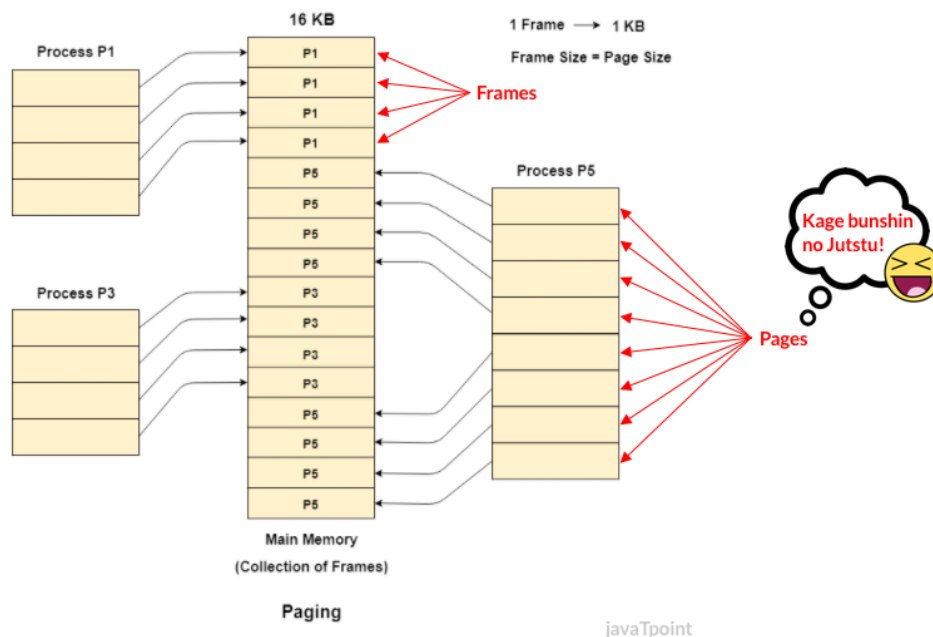 16 KB
1 Frame → 1 KB
Process P1
Frame Size = Page Size
P1
P1
P1
P1
Frames
P5
P5
P5
P5
P3
P3
P3
P3
P5
P5
P5
P5
Process P5
Kage bunshin
no Jutstu!
Process P3
Pages
Main Memory
(Collection of Frames)
Paging
javaTpoint